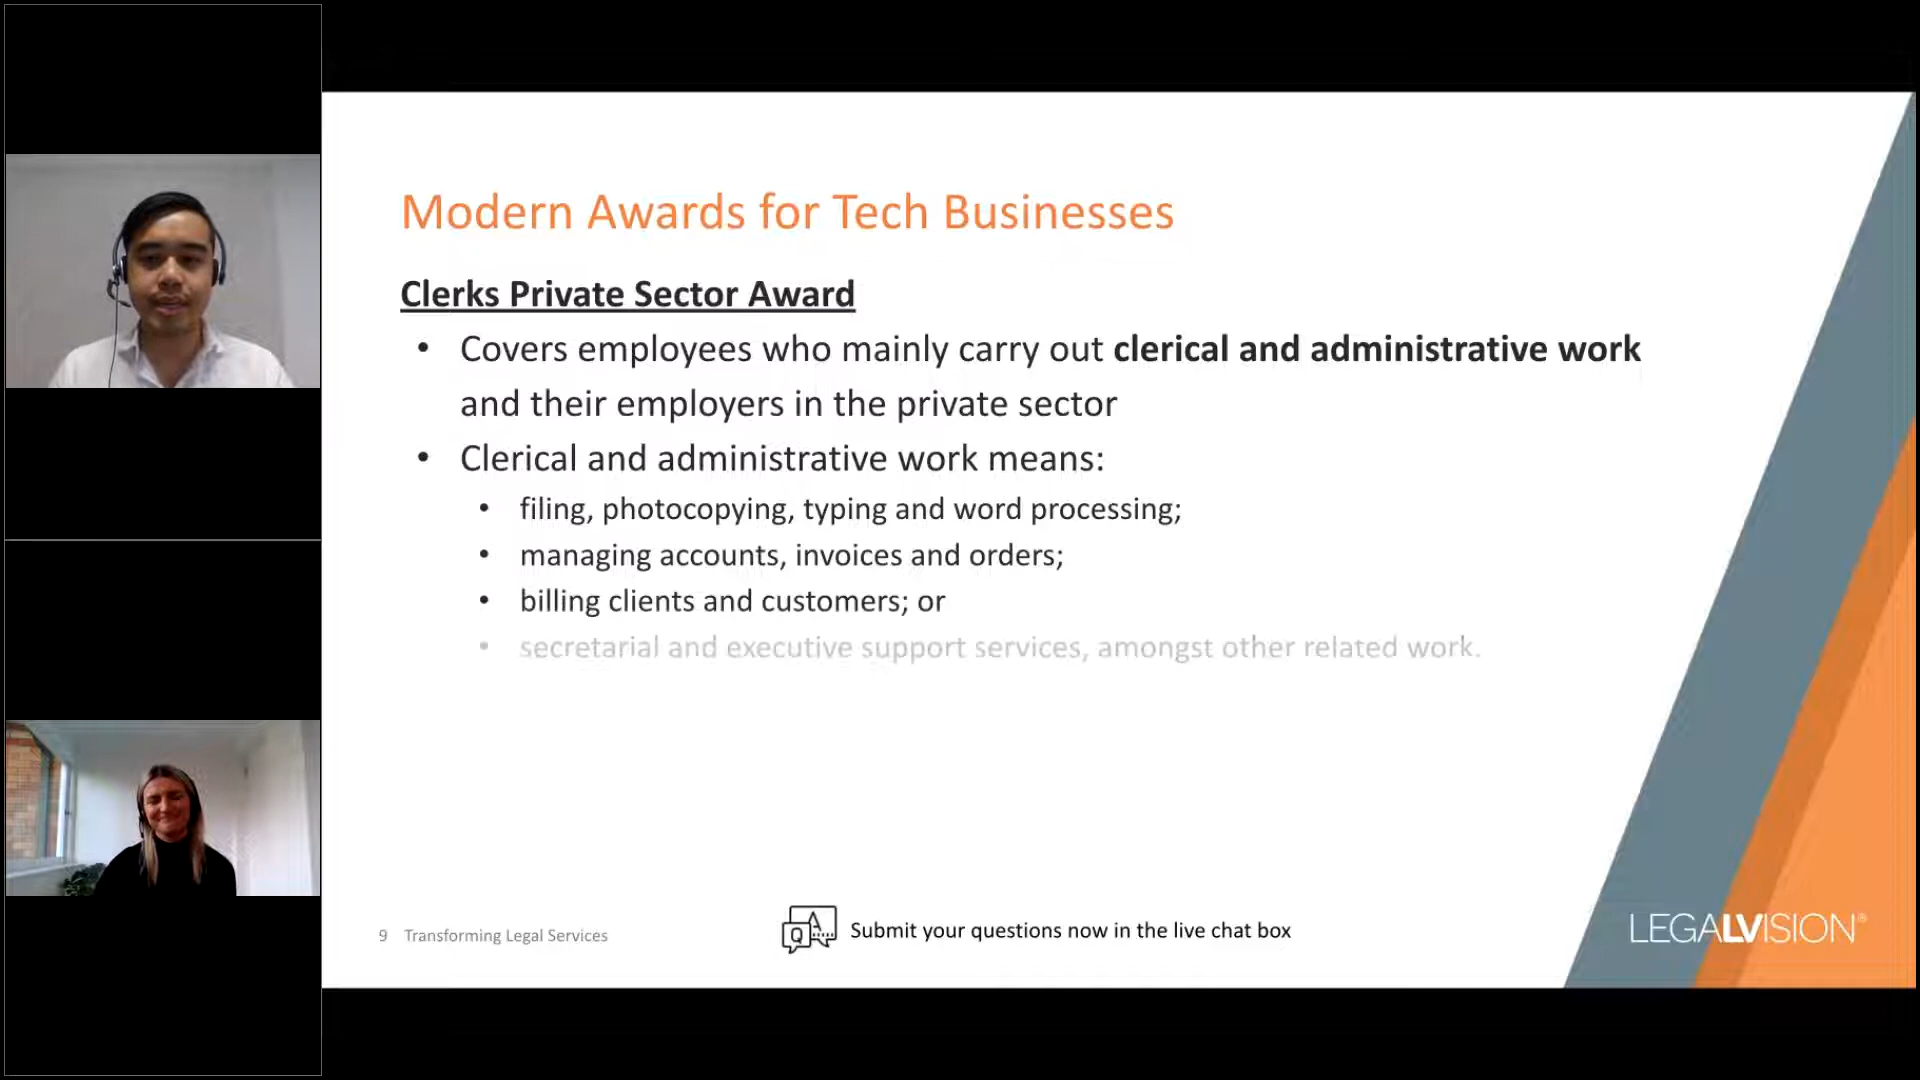 Modern Awards for Tech Businesses
Clerks Private Sector Award
• Covers employees who mainly carry out clerical and administrative work
and their employers in the private sector
• Clerical and administrative work means:
• filing, photocopying, typing and word processing;
• managing accounts, invoices and orders;
• billing clients and customers; or
• secretarial and executive support services, amongst other related work.
9 Transforming Legal Services
Q A
Submit your questions now in the live chat box
LEGALVISION®